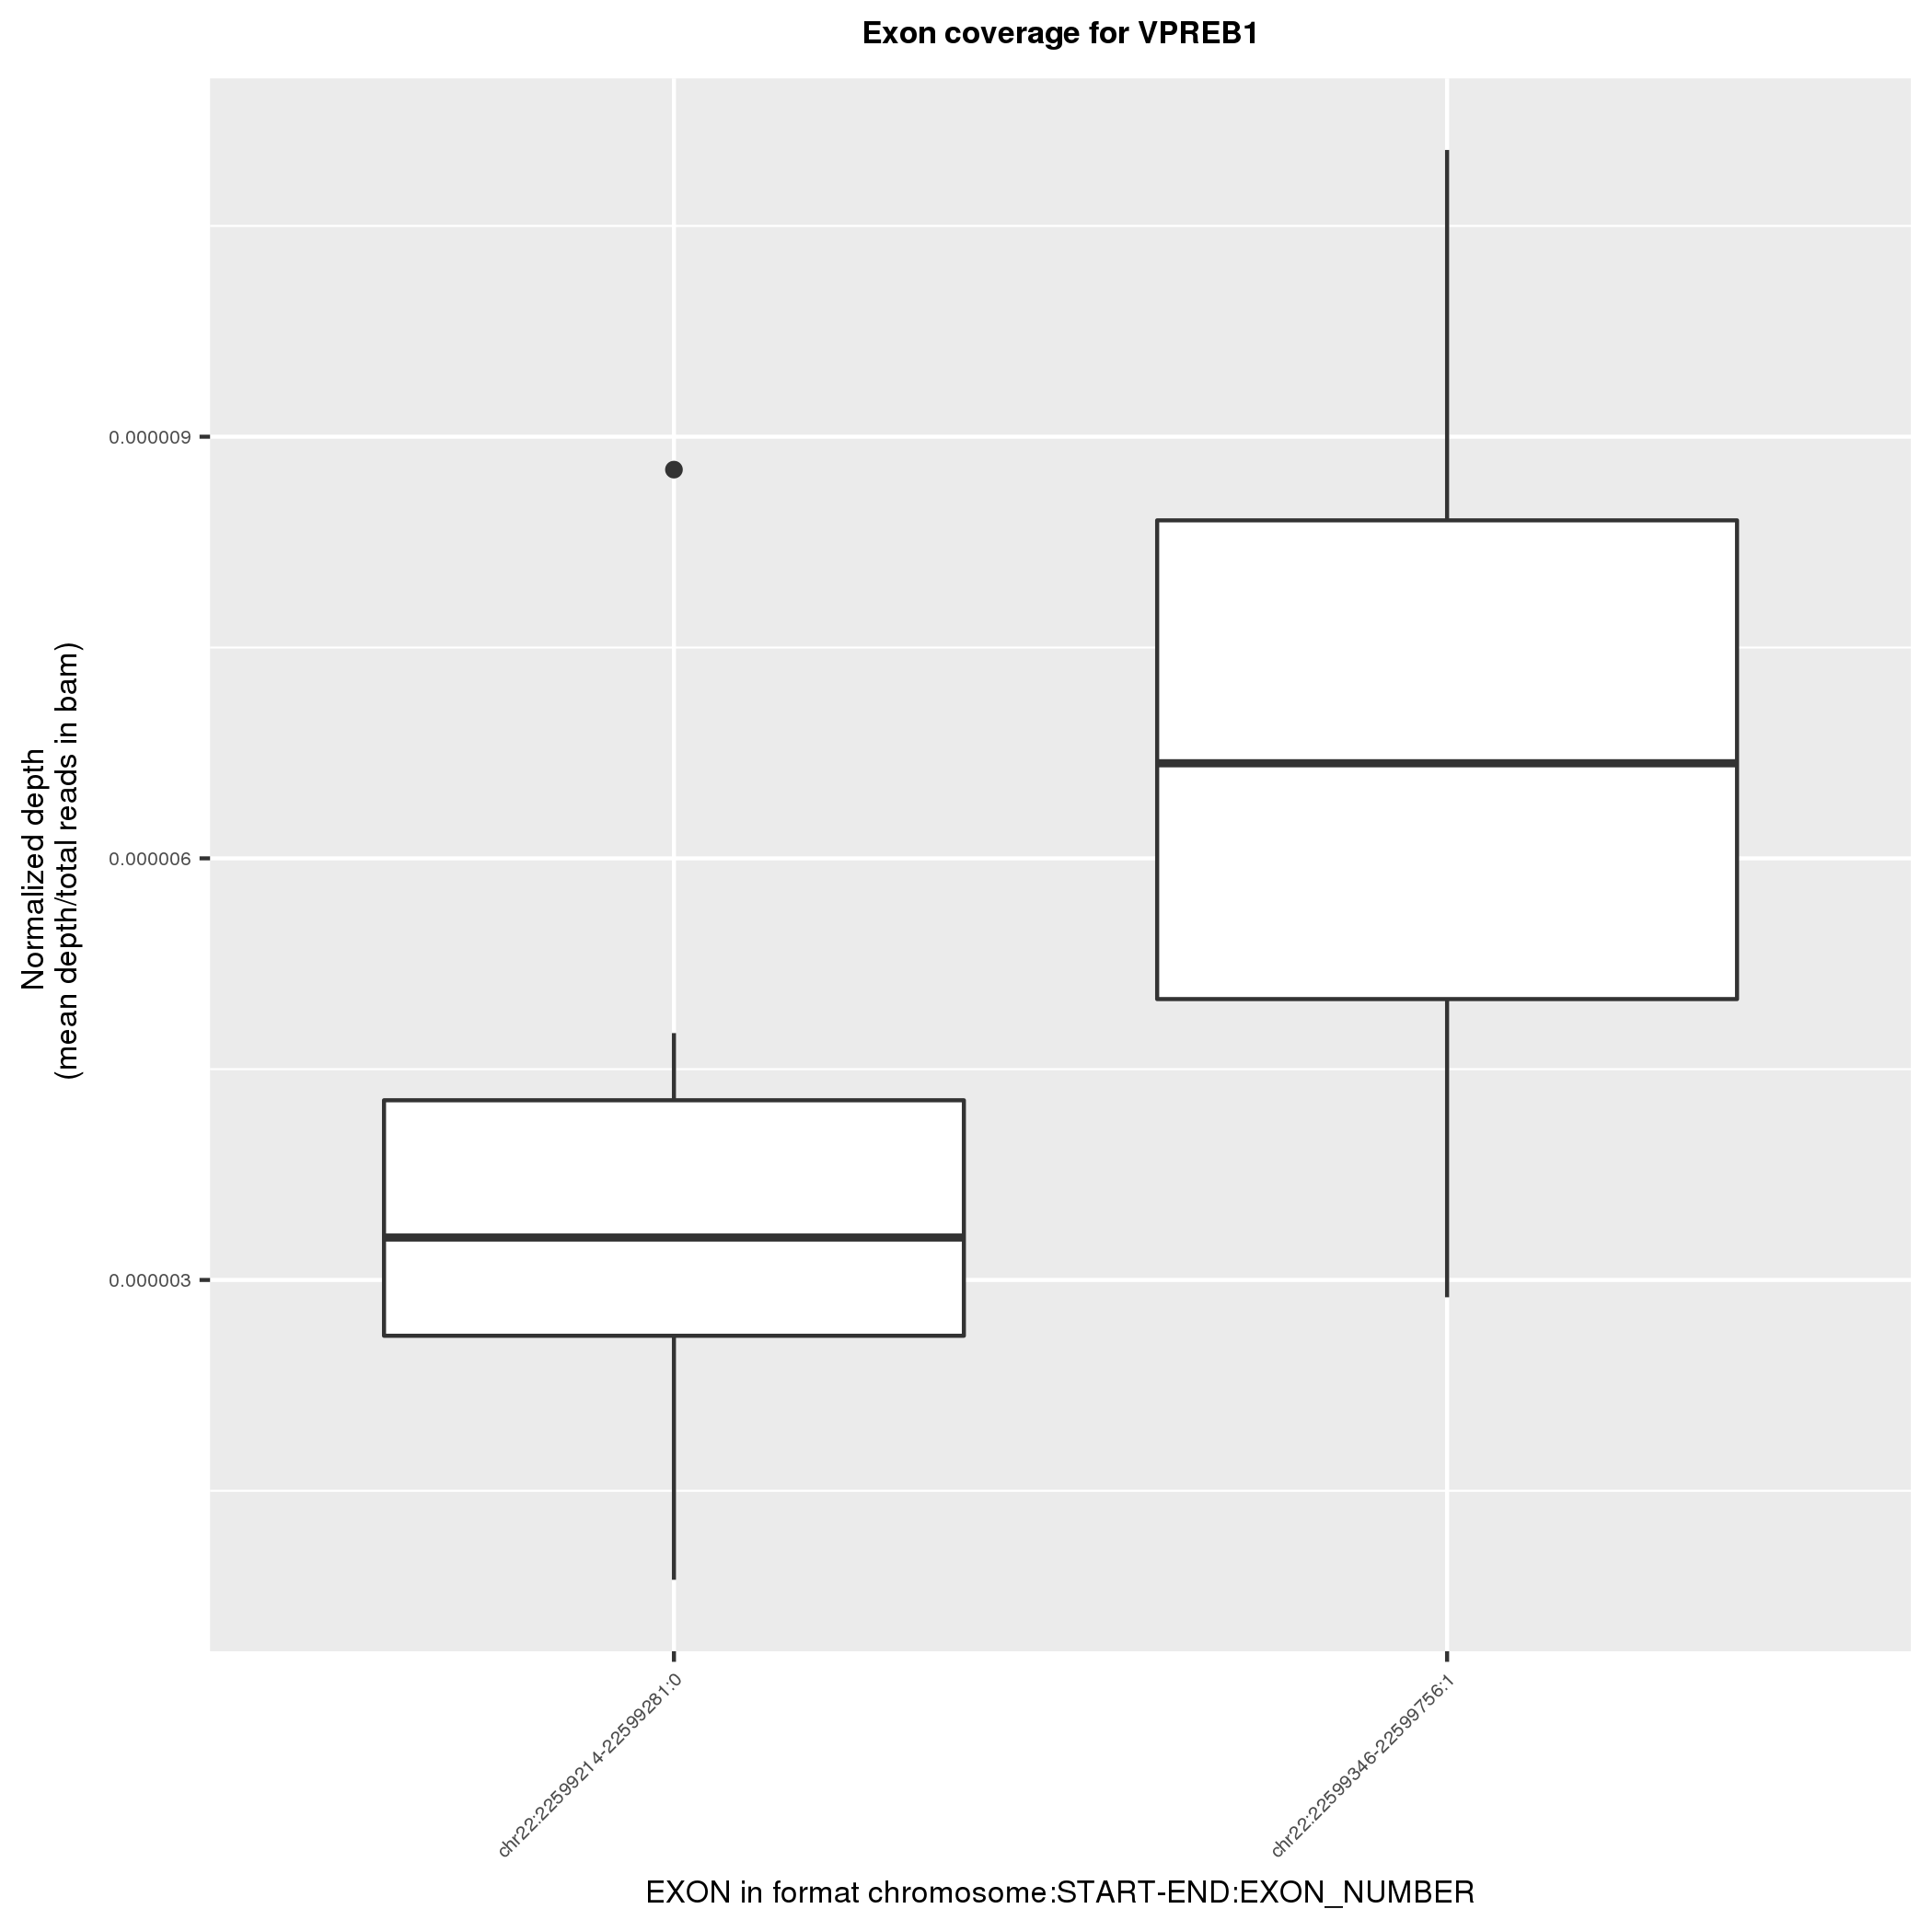 Exon coverage for VPREB1
Normalized depth
(mean depth/total reads in bam)
0.000009
0.000006
0.000003
chr22:22599214-22599281:0
chr22:22599346-22599756:1
EXON in format chromosome:START-END:EXON_NUMBER